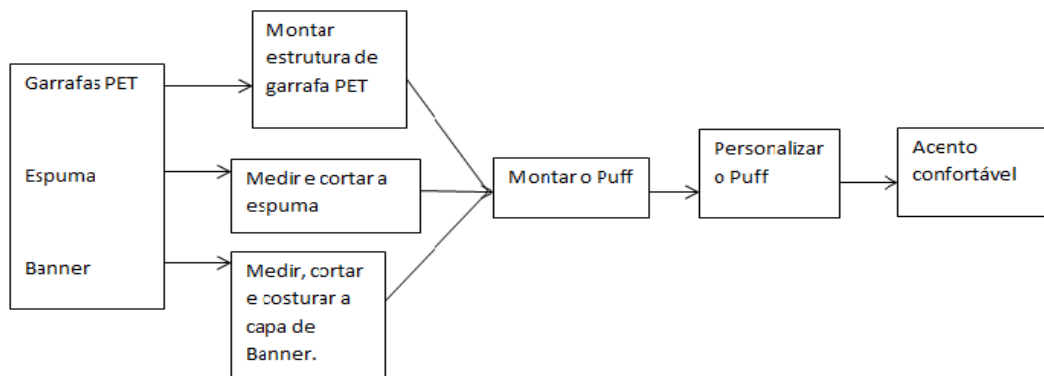 Garrafas PET
Espuma
Banner
Montar
estrutura de
garrafa PET
Medir e cortar a
espuma
Medir, cortar
e costurar a
capa de
Banner.
Montar o Puff
Personalizar
o Puff
Acento
confortável